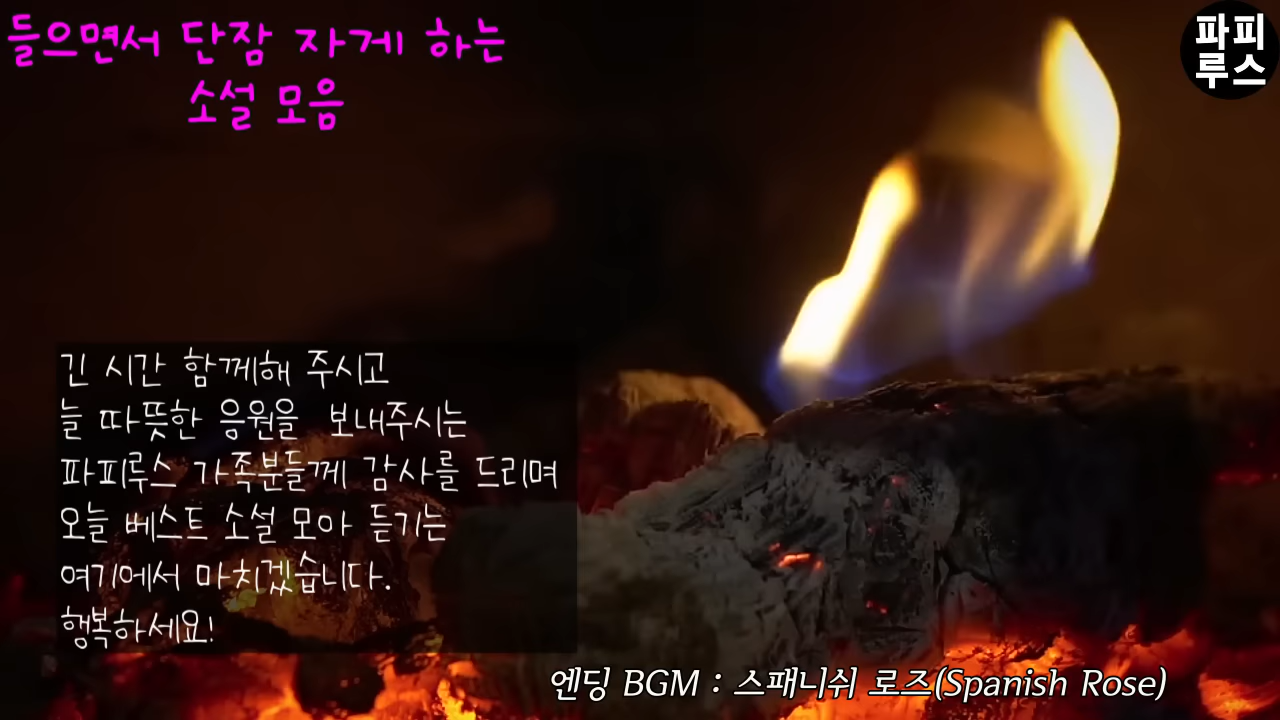 들으면서 단잠 자게 하는
소설 모음
파피
루스
긴 시간 함께해 주시고
늘 따뜻한 응원을 보내주시는
파피루스 가족분들께 감사를 드리며
오늘 베스트 소설 모아 듣기는
여기에서 마치겠습니다.
행복하세요!
엔딩 BGM : 스패니쉬 로즈(Spanish Rose)